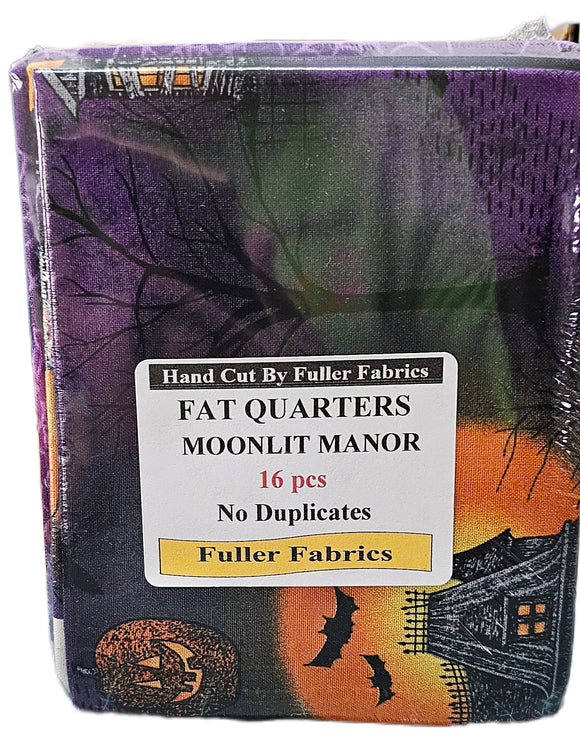 Hand Cut By Fuller Fabrics
FAT QUARTERS
MOONLIT MANOR
16 pcs
No Duplicates
Fuller Fabrics